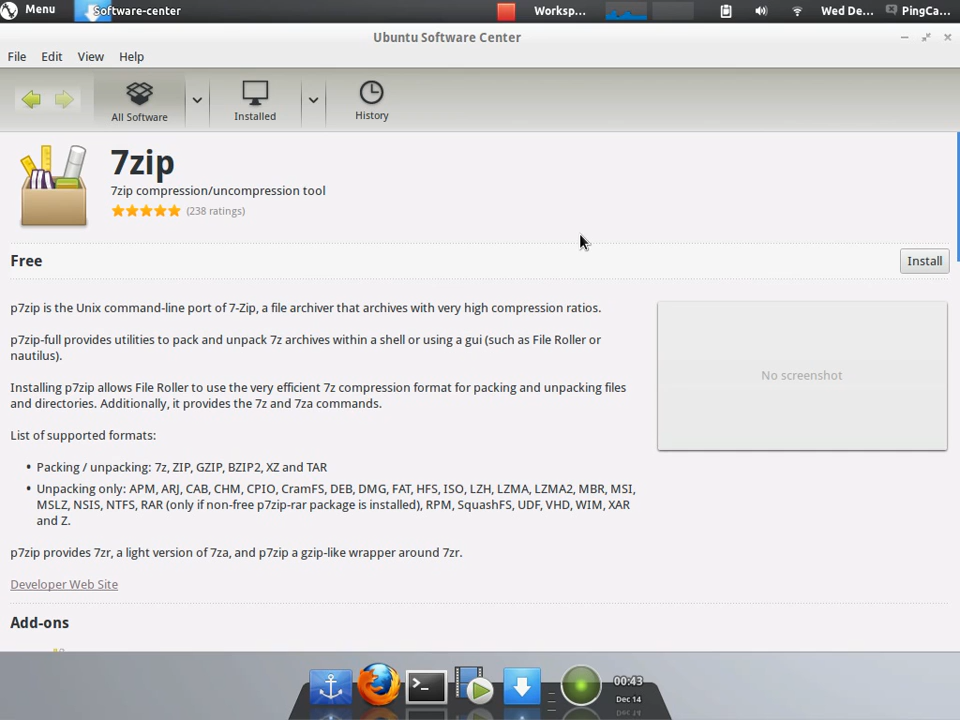 Menu Software-center Worksp... Wed De... PingCa...
Ubuntu Software Center
File Edit View Help
All Software Installed History
7zip
7zip compression/uncompression tool
(238 ratings)
Free Install
p7zip is the Unix command-line port of 7-Zip, a file archiver that archives with very high compression ratios.
p7zip-full provides utilities to pack and unpack 7z archives within a shell or using a gui (such as File Roller or
nautilus).
Installing p7zip allows File Roller to use the very efficient 7z compression format for packing and unpacking files
and directories. Additionally, it provides the 7z and 7za commands.
List of supported formats:
• Packing / unpacking: 7z, ZIP, GZIP, BZIP2, XZ and TAR
• Unpacking only: APM, ARJ, CAB, CHM, CPIO, CramFS, DEB, DMG, FAT, HFS, ISO, LZH, LZMA, LZMA2, MBR, MSI,
MSLZ, NSIS, NTFS, RAR (only if non-free p7zip-rar package is installed), RPM, SquashFS, UDF, VHD, WIM, XAR
and Z.
p7zip provides 7zr, a light version of 7za, and p7zip a gzip-like wrapper around 7zr.
No screenshot
Developer Web Site
Add-ons
00:43
Dec 14